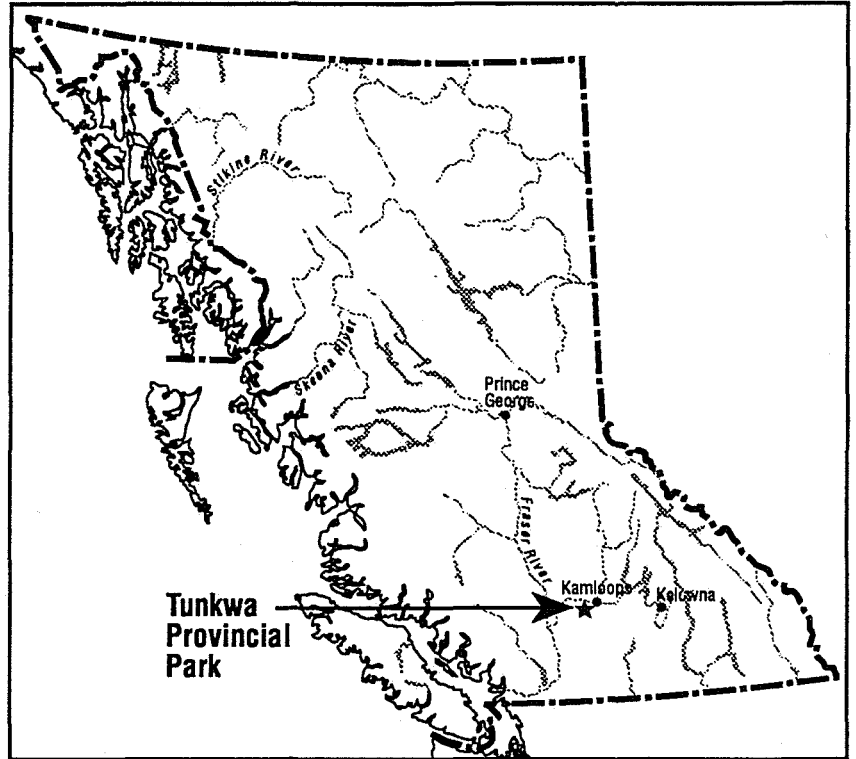 Stikine River
Skeena River
Prince
George
Fraser River
Kamloops
Kelowna
Tunkwa
Provincial
Park